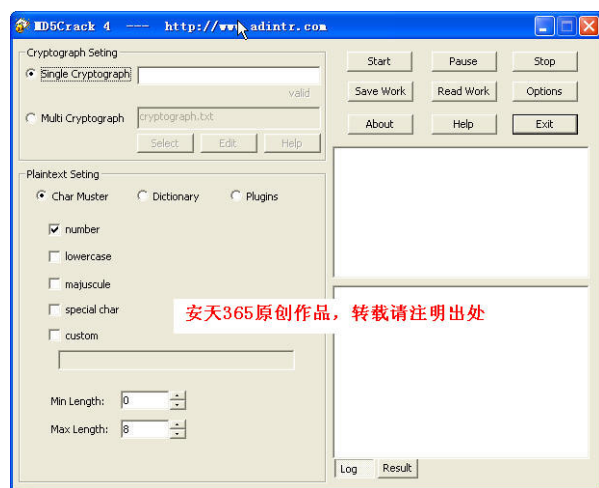 MD5Crack 4 --- http://www.adintr.com
Cryptograph Seting
Single Cryptograph
valid
Multi Cryptograph cryptograph.txt
Select Edit Help
Start Pause Stop
Save Work Read Work Options
About Help Exit
Plaintext Seting
Char Muster Dictionary Plugins
number
lowercase
majuscule
special char
custom
Min Length: 0
Max Length: 8
安天365原创作品，转载请注明出处
Log Result